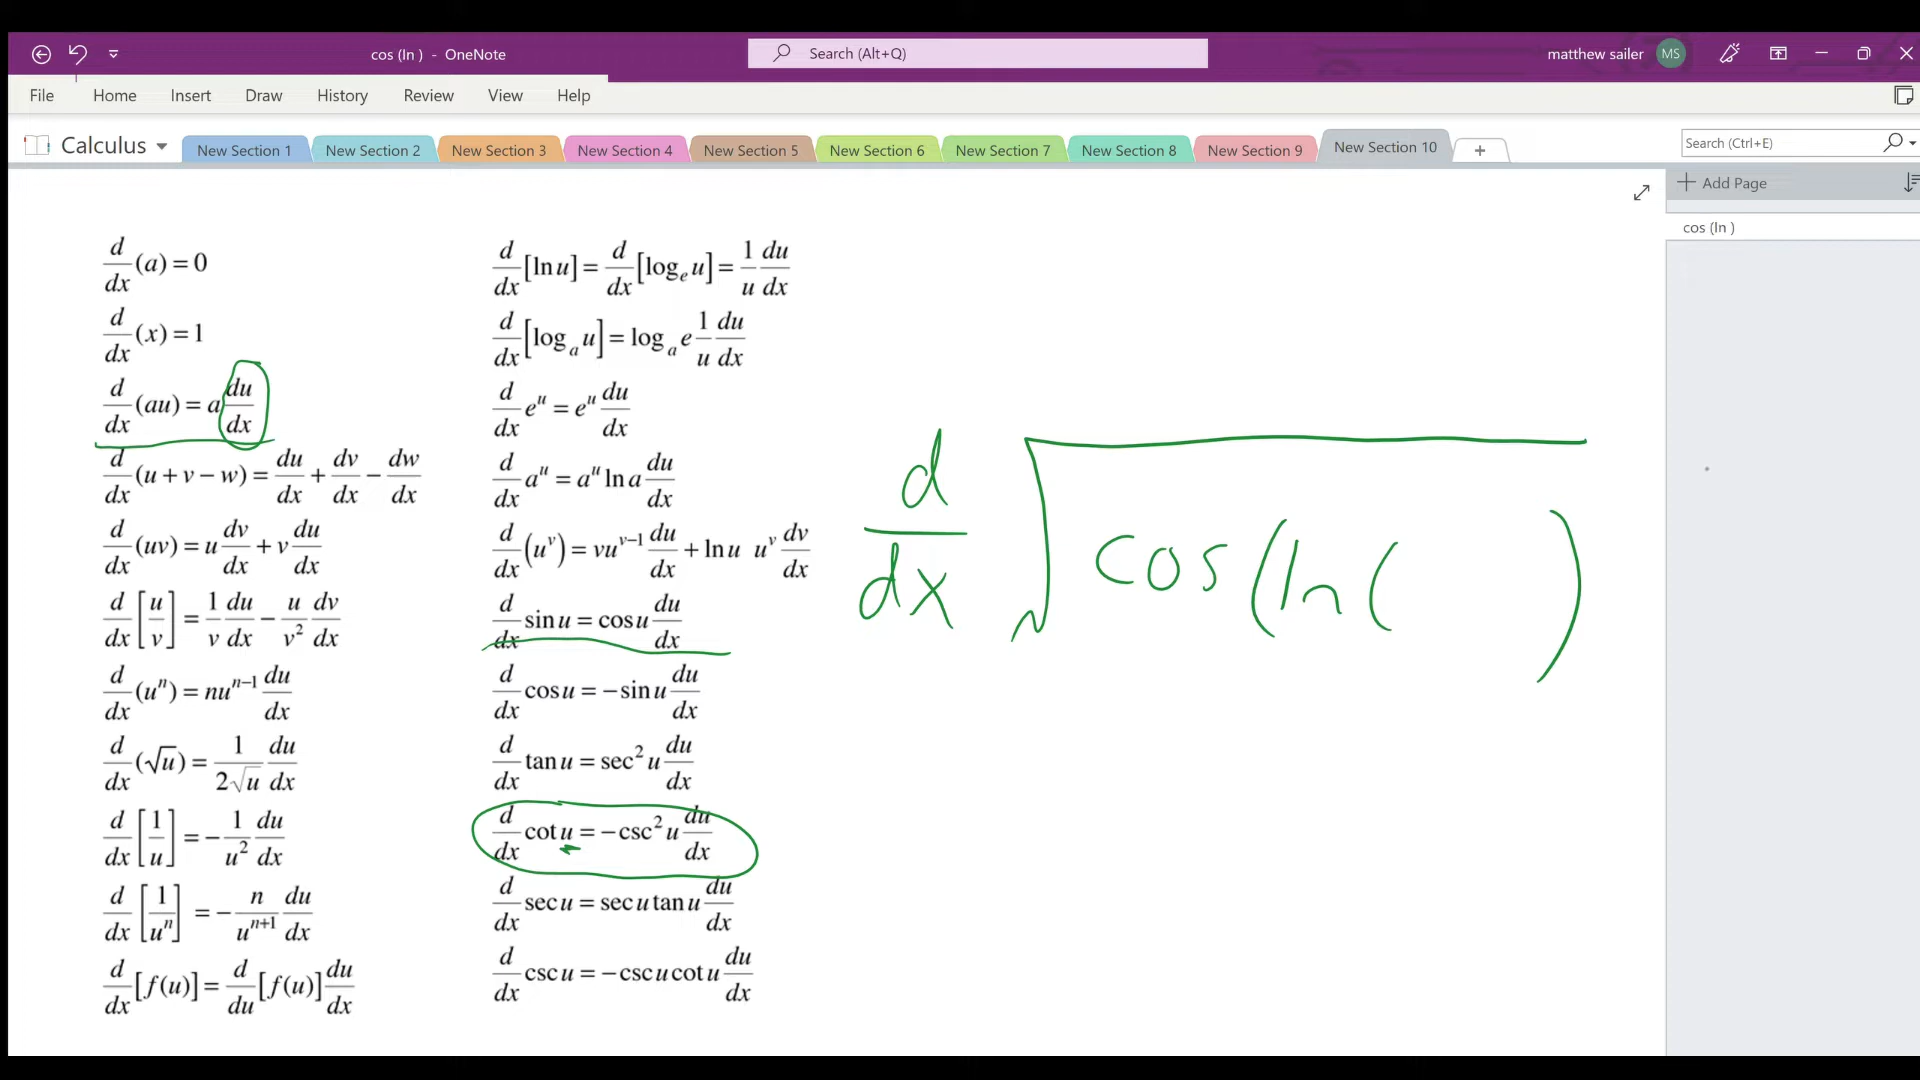 cos (ln ) - OneNote
Search (Alt+Q)
matthew sailer MS
File Home Insert Draw History Review View Help
Calculus New Section 1 New Section 2 New Section 3 New Section 4 New Section 5 New Section 6 New Section 7 New Section 8 New Section 9 New Section 10 +
Search (Ctrl+E)
Add Page
cos (ln )
d/dx (a) = 0
d/dx (x) = 1
d/dx (au) = a du/dx
d/dx (u + v − w) = du/dx + dv/dx − dw/dx
d/dx (uv) = u dv/dx + v du/dx
d/dx [u/v] = 1/v du/dx − u/v² dv/dx
d/dx (uⁿ) = nuⁿ⁻¹ du/dx
d/dx (√u) = 1/2√u du/dx
d/dx [1/u] = − 1/u² du/dx
d/dx [1/uⁿ] = − n/uⁿ⁺¹ du/dx
d/dx [f(u)] = d/du [f(u)] du/dx
d/dx [ln u] = d/dx [logₑ u] = 1/u du/dx
d/dx [logₐ u] = logₐ e 1/u du/dx
d/dx eᵘ = eᵘ du/dx
d/dx aᵘ = aᵘ ln a du/dx
d/dx (uᵛ) = vuᵛ⁻¹ du/dx + ln u uᵛ dv/dx
d/dx sin u = cos u du/dx
d/dx cos u = −sin u du/dx
d/dx tan u = sec² u du/dx
d/dx cot u = −csc² u du/dx
d/dx sec u = sec u tan u du/dx
d/dx csc u = −csc u cot u du/dx
d/dx √cos(ln( )